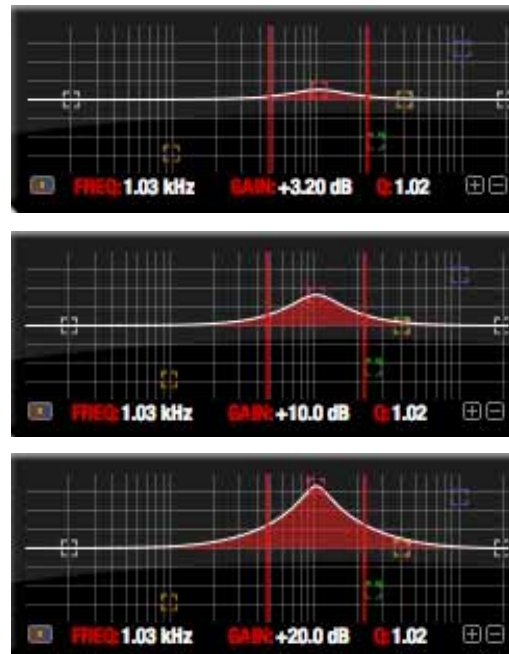 FREQ: 1.03 kHz GAIN: +3.20 dB Q: 1.02
FREQ: 1.03 kHz GAIN: +10.0 dB Q: 1.02
FREQ: 1.03 kHz GAIN: +20.0 dB Q: 1.02